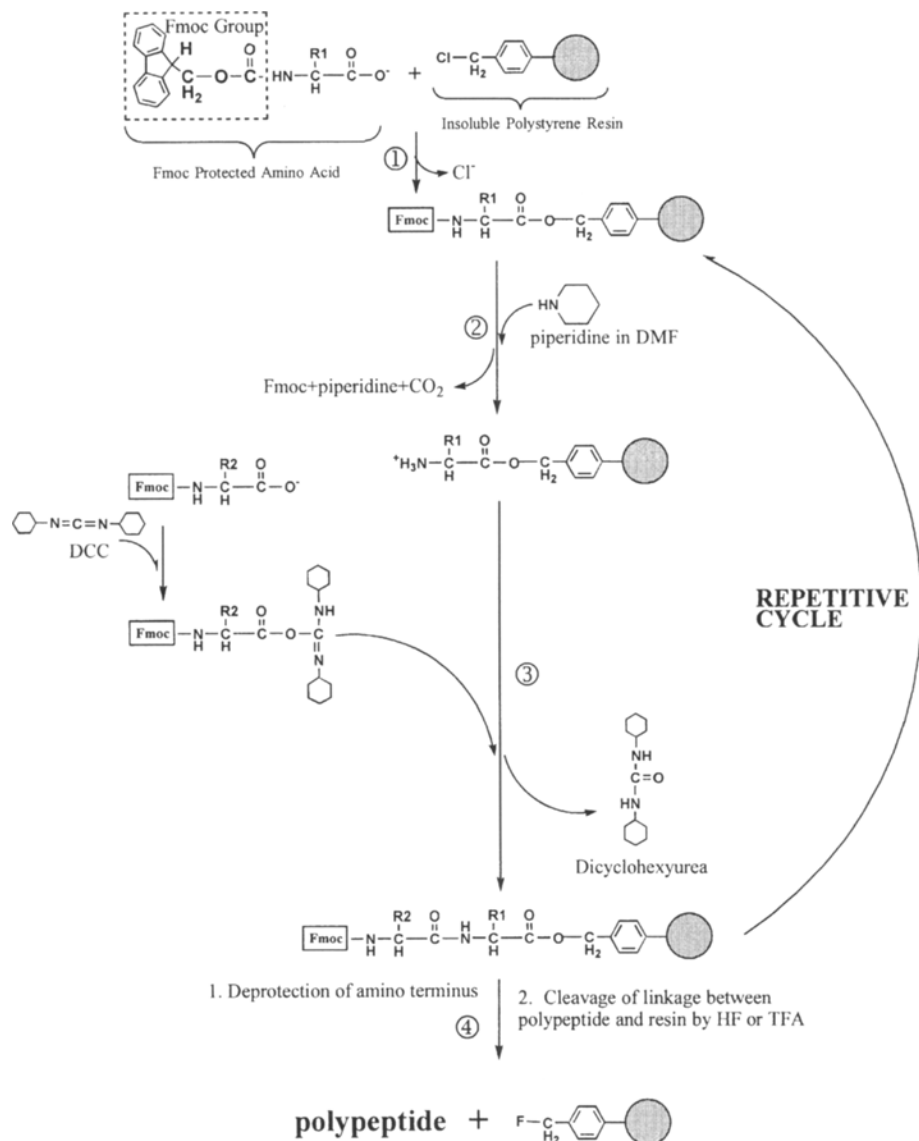 Fmoc Group
H
O
R1
O
C
O
C
HN
C
C
O⁻
CH₂
H
+
Cl
C
H₂
Insoluble Polystyrene Resin
Fmoc Protected Amino Acid
①
Cl⁻
Fmoc
N
H
R1
C
H
O
C
O
C
H₂
②
HN
piperidine in DMF
Fmoc+piperidine+CO₂
⁺H₃N
R1
C
H
O
C
O
C
H₂
Fmoc
N
H
R2
C
H
O
C
O⁻
N=C=N
DCC
Fmoc
N
H
R2
C
H
O
C
O
C
NH
N
REPETITIVE
CYCLE
③
NH
C=O
HN
Dicyclohexyurea
Fmoc
N
H
R2
C
H
O
C
H
N
R1
C
H
O
C
O
C
H₂
1. Deprotection of amino terminus
2. Cleavage of linkage between
polypeptide and resin by HF or TFA
④
polypeptide +
F
C
H₂